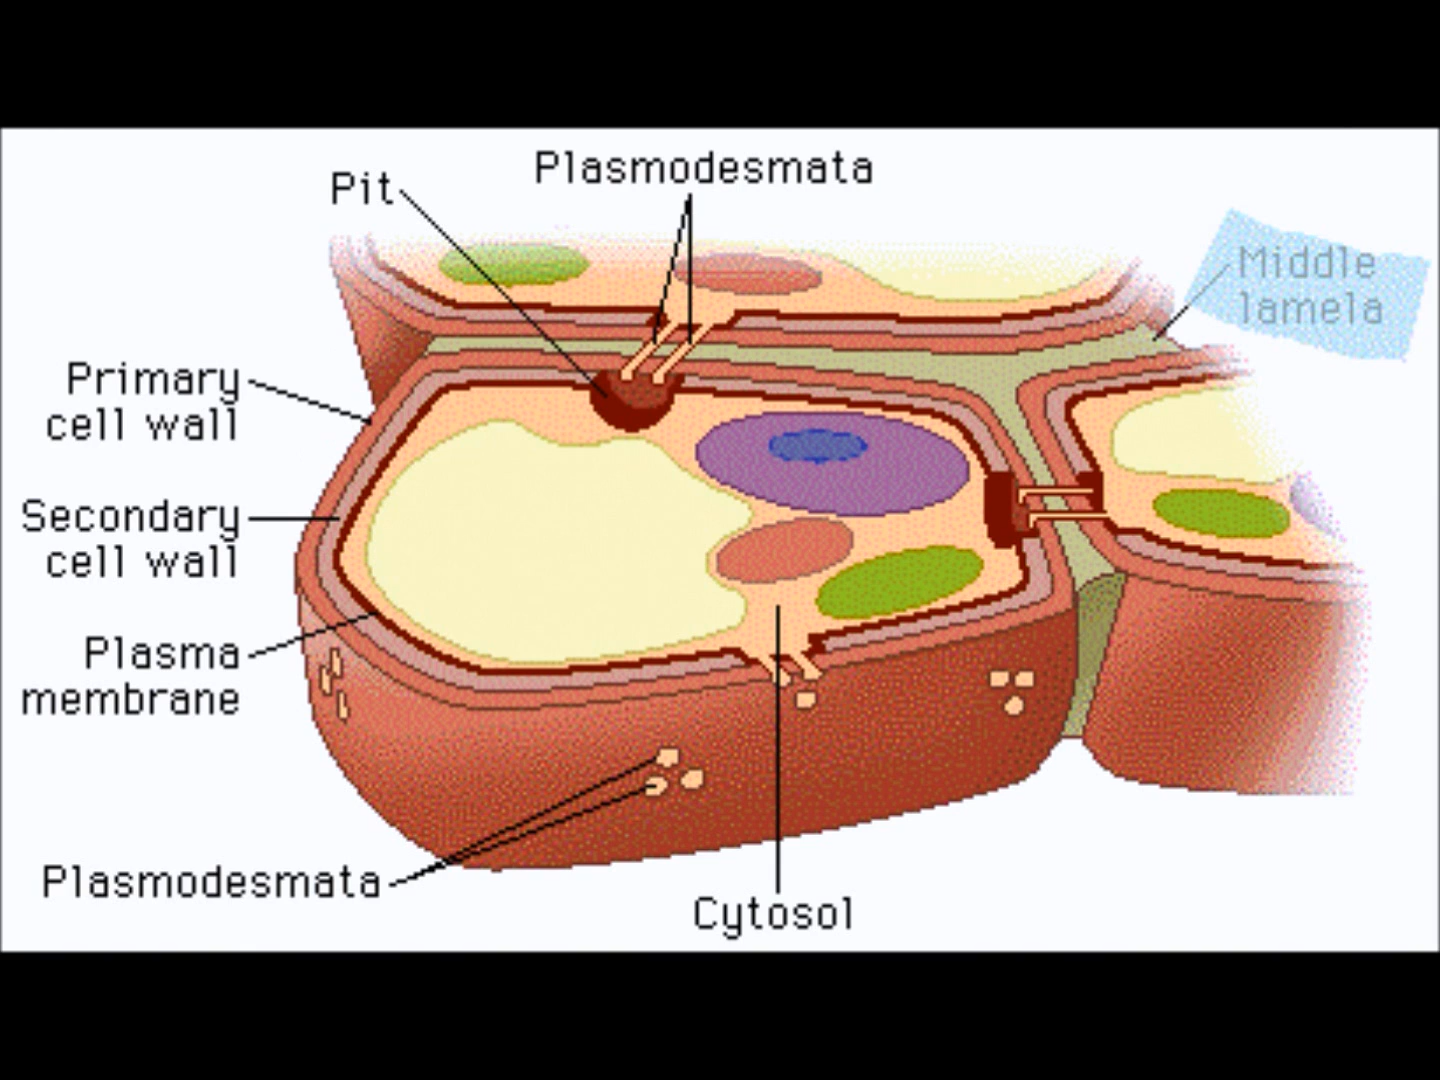 Plasmodesmata
Pit
Middle
lamela
Primary
cell wall
Secondary
cell wall
Plasma
membrane
Plasmodesmata
Cytosol